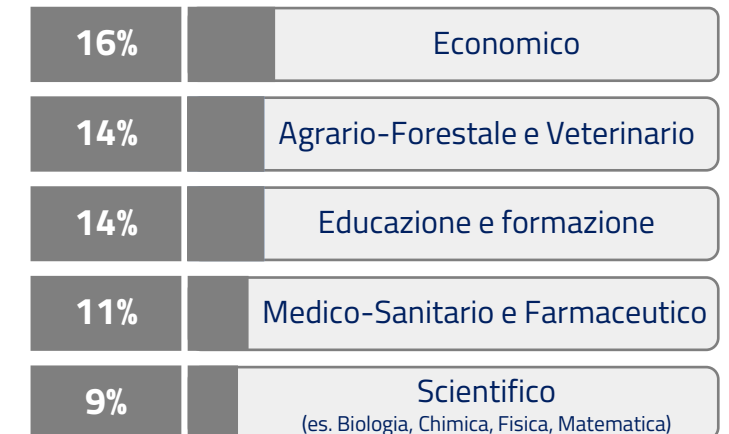 16% Economico
14% Agrario-Forestale e Veterinario
14% Educazione e formazione
11% Medico-Sanitario e Farmaceutico
9% Scientifico
(es. Biologia, Chimica, Fisica, Matematica)